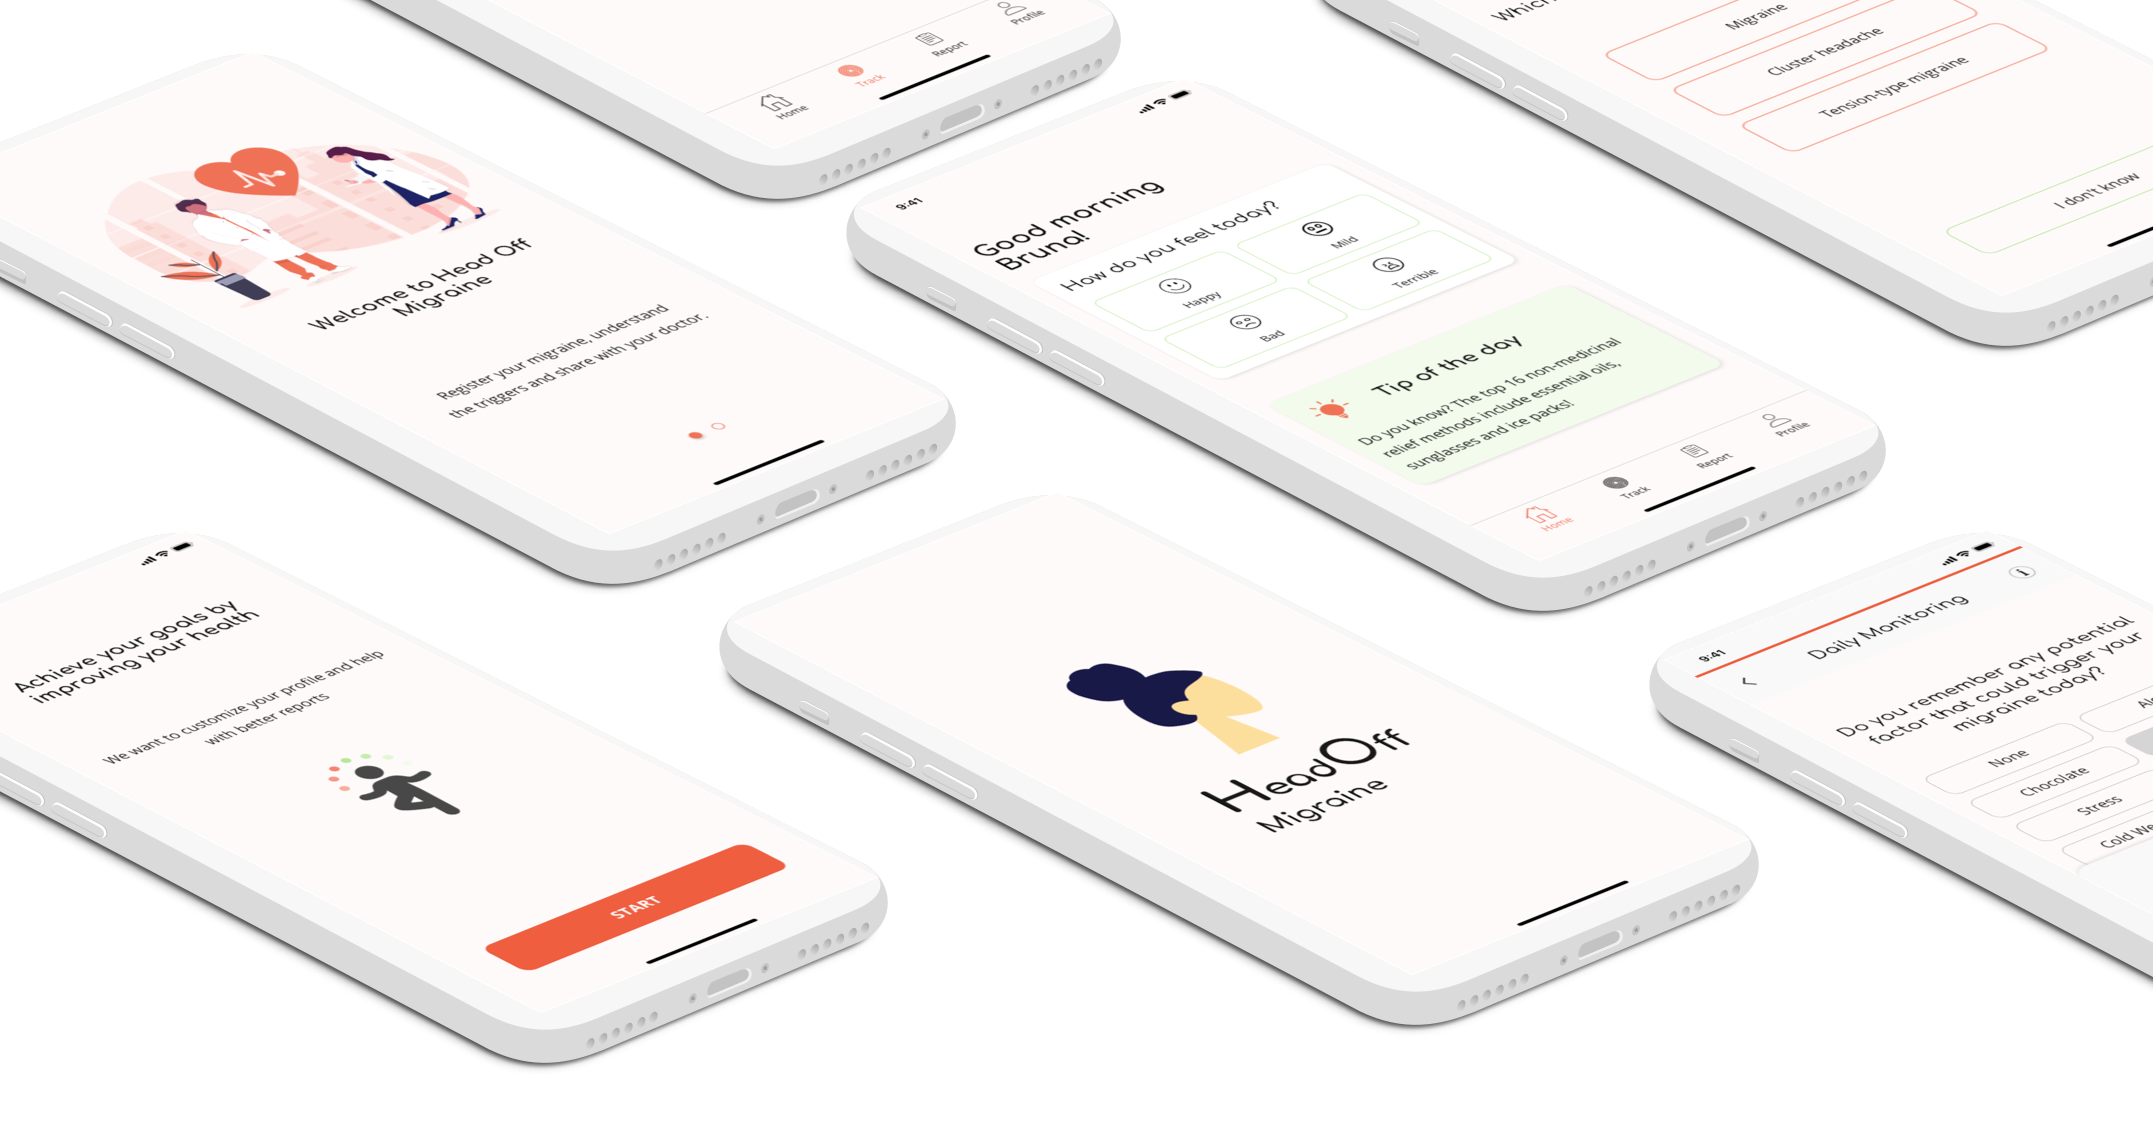 Home
Track
Report
Profile
Which
Migraine
Cluster headache
Tension-type migraine
I don't know
Welcome to Head Off
Migraine
Register your migraine, understand
the triggers and share with your doctor.
9:41
Good morning
Bruna!
How do you feel today?
Happy
Mild
Bad
Terrible
Tip of the day
Do you know? The top 16 non-medicinal
relief methods include essential oils,
sunglasses and ice packs!
Home
Track
Report
Profile
Achieve your goals by
improving your health
We want to customize your profile and help
with better reports
START
HeadOff
Migraine
9:41
Daily Monitoring
Do you remember any potential
factor that could trigger your
migraine today?
None
Chocolate
Stress
Cold